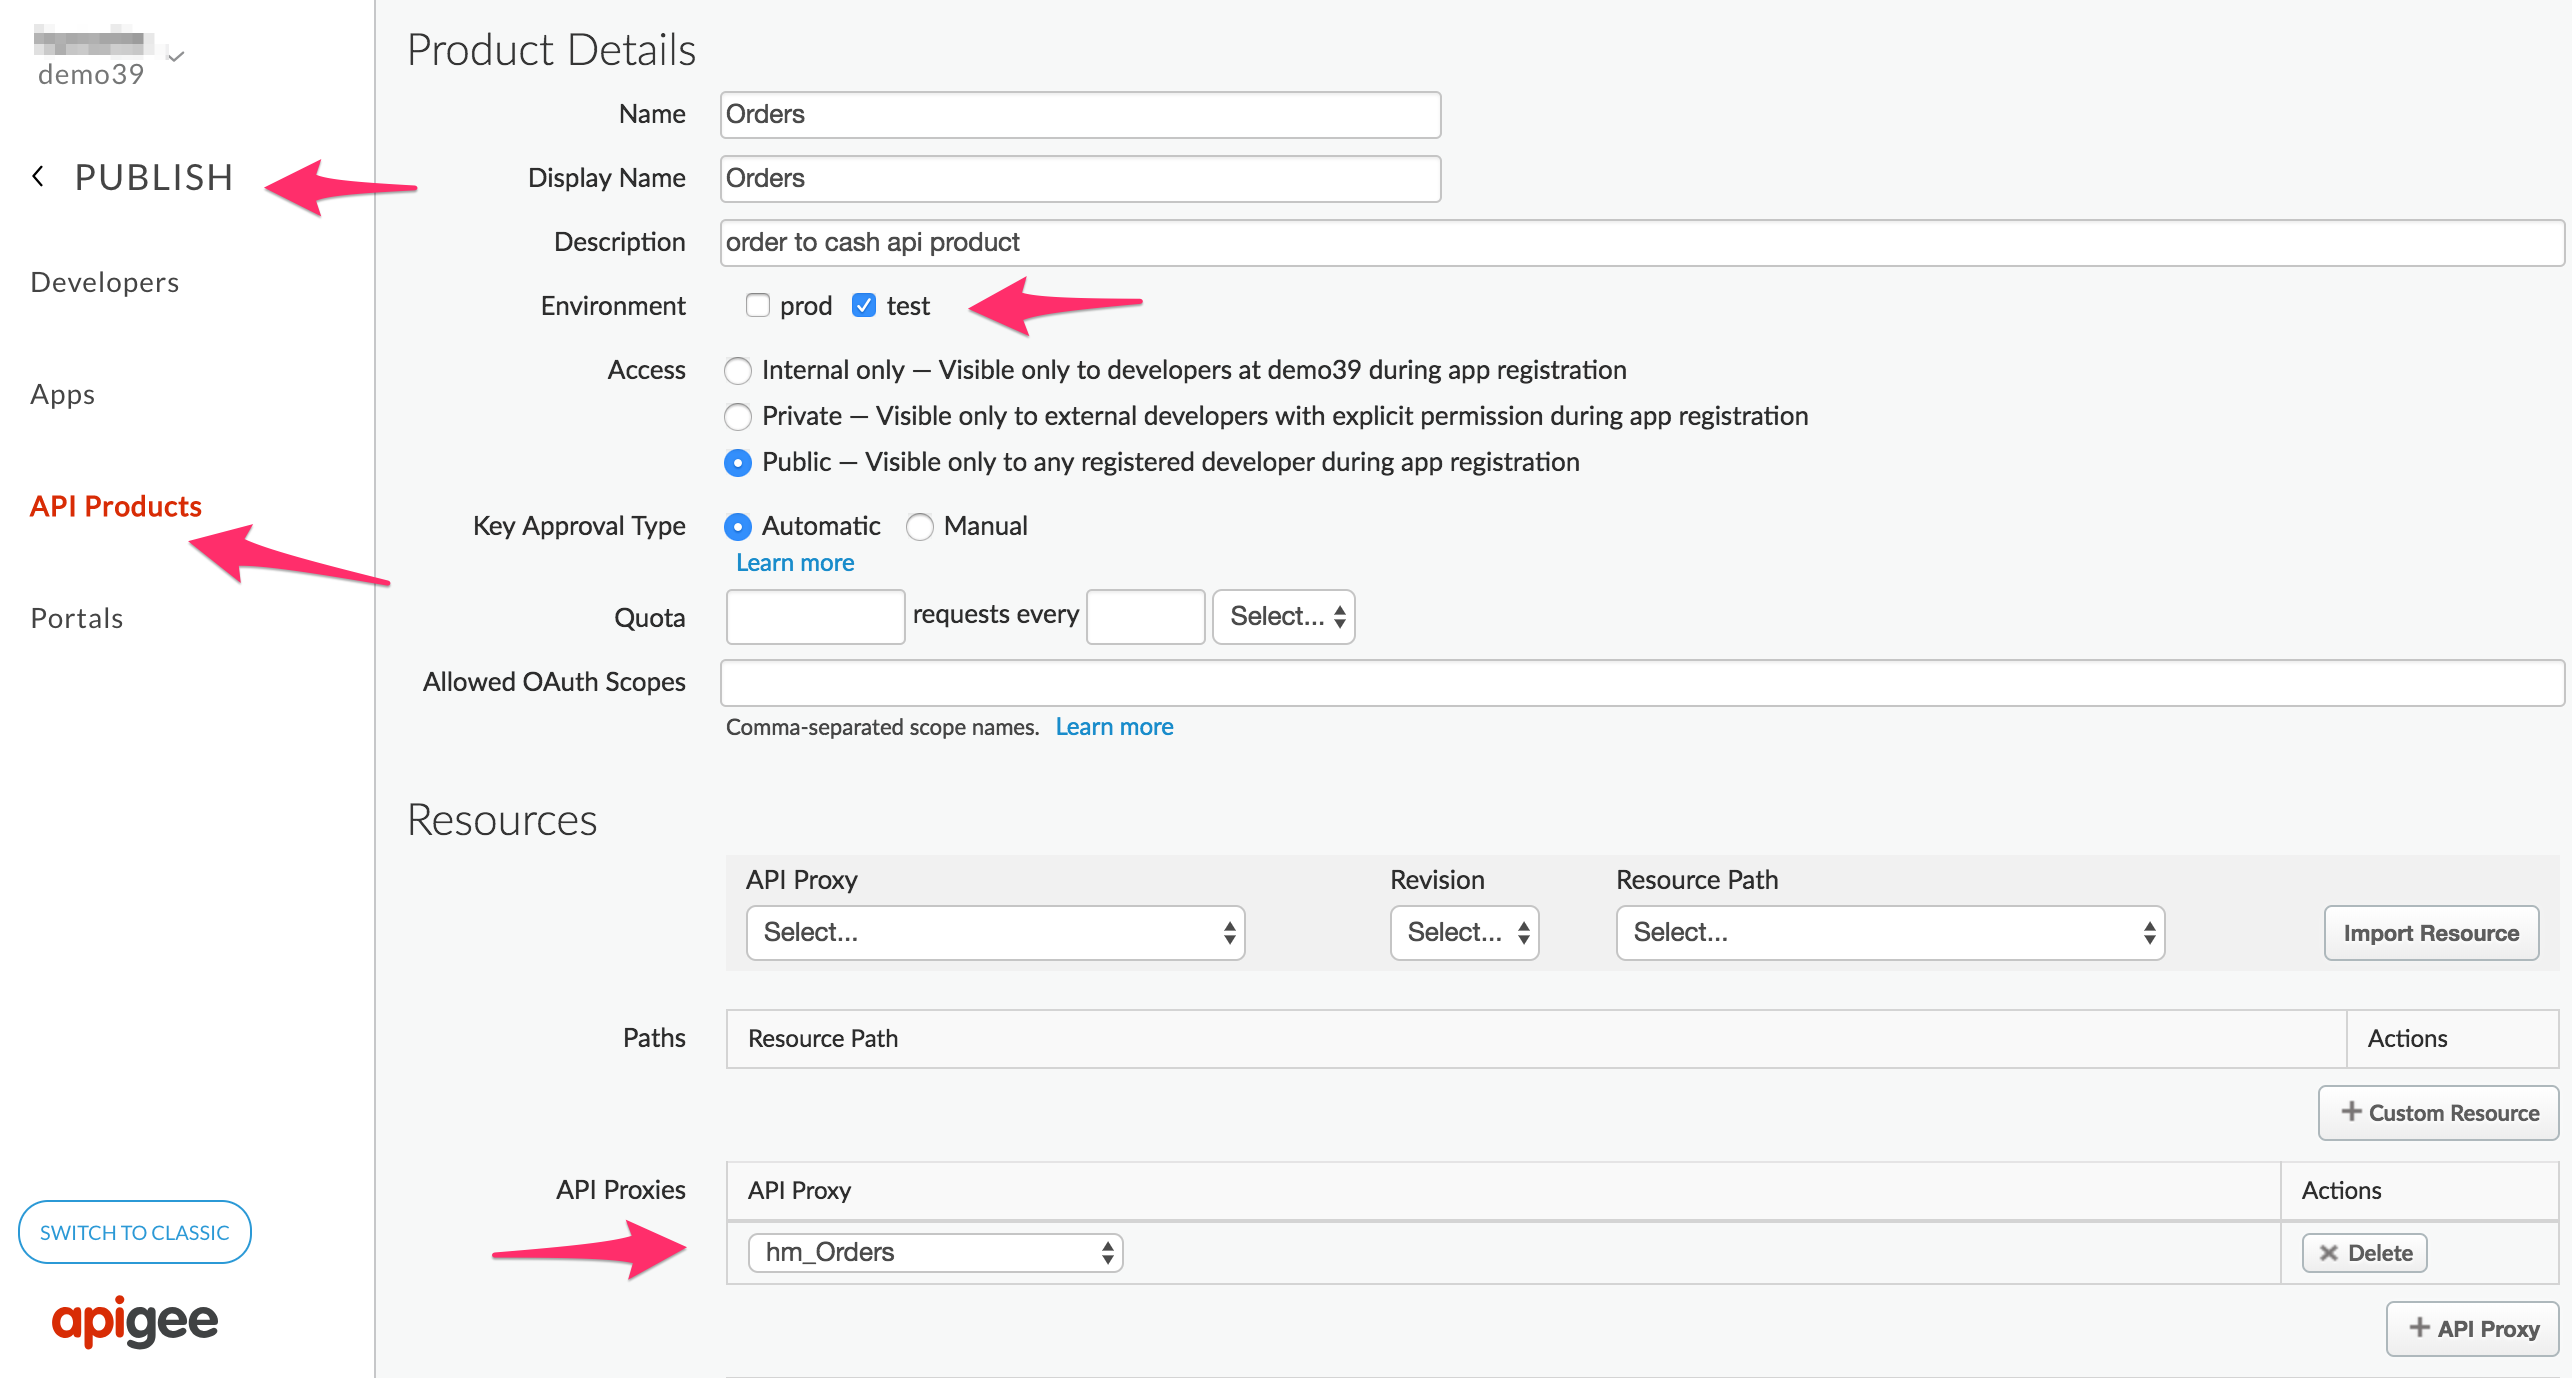 demo39
PUBLISH
Developers
Apps
API Products
Portals
SWITCH TO CLASSIC
apigee
Product Details
Name Orders
Display Name Orders
Description order to cash api product
Environment prod test
Access Internal only — Visible only to developers at demo39 during app registration
Private — Visible only to external developers with explicit permission during app registration
Public — Visible only to any registered developer during app registration
Key Approval Type Automatic Manual
Learn more
Quota requests every Select...
Allowed OAuth Scopes
Comma-separated scope names. Learn more
Resources
API Proxy Revision Resource Path
Select... Select... Select... Import Resource
Paths Resource Path Actions
+ Custom Resource
API Proxies API Proxy Actions
hm_Orders Delete
+ API Proxy